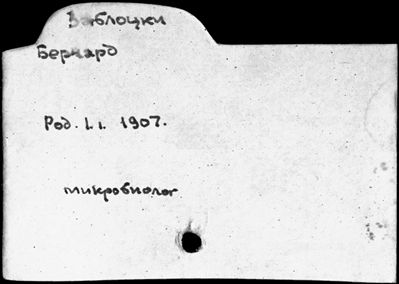 Заблоцки
Бернард
Род. 1.1. 1907.
микробиолог